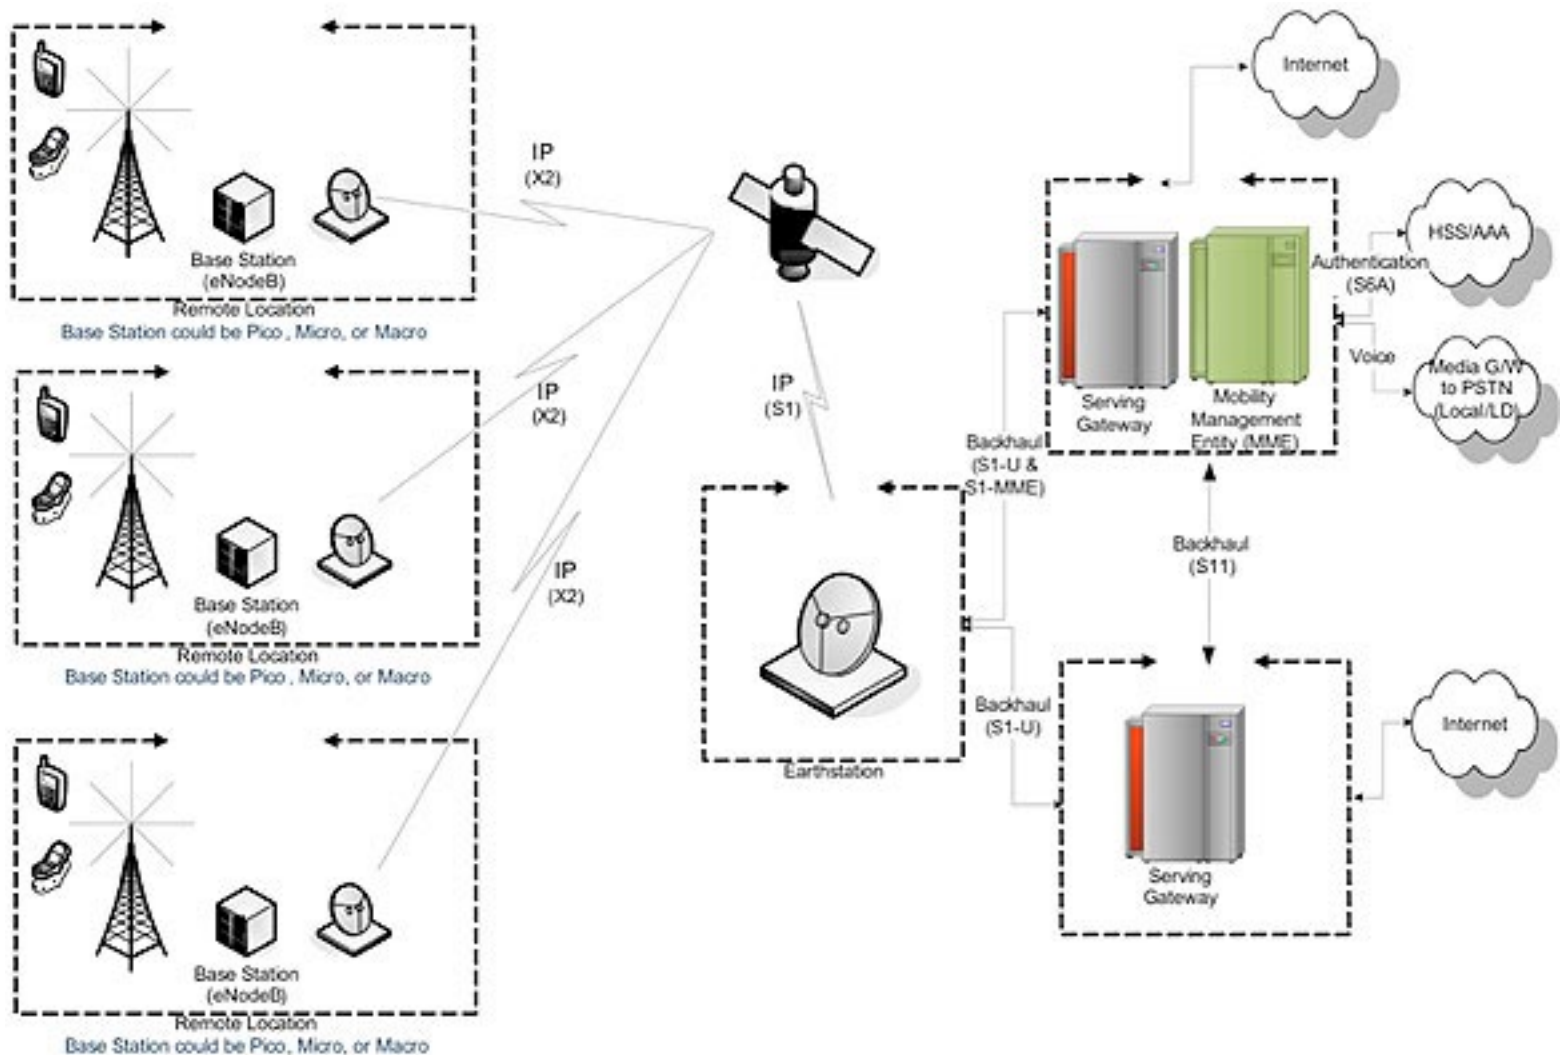 IP
(X2)
Base Station
(eNodeB)
Remote Location
Base Station could be Pico , Micro, or Macro
IP
(X2)
Base Station
(eNodeB)
Remote Location
Base Station could be Pico , Micro, or Macro
IP
(X2)
Base Station
(eNodeB)
Remote Location
Base Station could be Pico , Micro, or Macro
IP
(S1)
Earthstation
Backhaul
(S1-U &
S1-MME)
Backhaul
(S1-U)
Internet
Serving
Gateway
Mobility
Management
Entity (MME)
Authentication
(S6A)
HSS/AAA
Voice
Media G/W
to PSTN
(Local/LD)
Backhaul
(S11)
Serving
Gateway
Internet